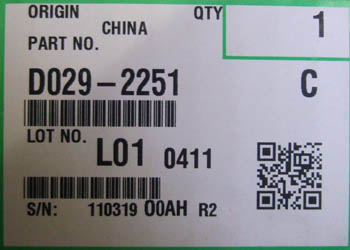 ORIGIN QTY
CHINA 1
PART NO.
D029-2251 C
LOT NO.
L01 0411
S/N: 110319 00AH R2